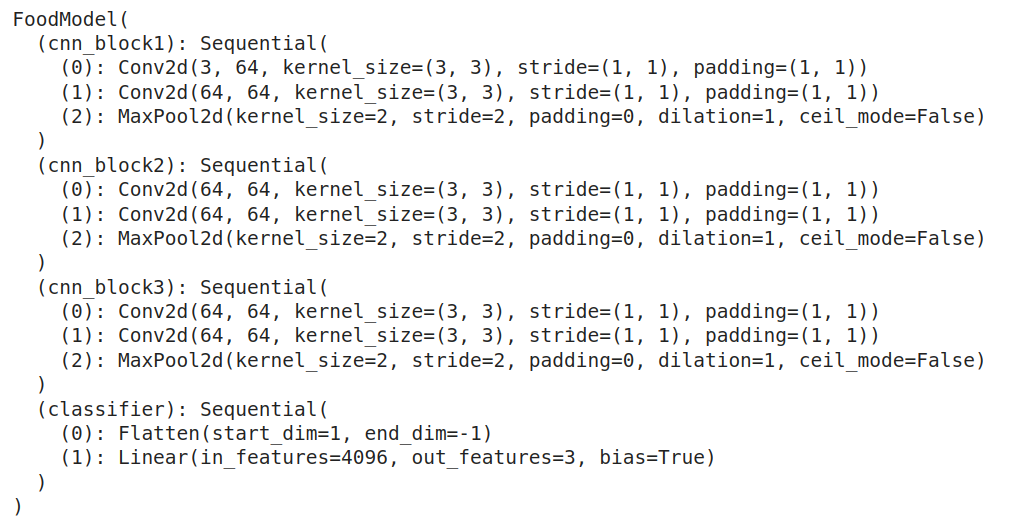 FoodModel(
  (cnn_block1): Sequential(
    (0): Conv2d(3, 64, kernel_size=(3, 3), stride=(1, 1), padding=(1, 1))
    (1): Conv2d(64, 64, kernel_size=(3, 3), stride=(1, 1), padding=(1, 1))
    (2): MaxPool2d(kernel_size=2, stride=2, padding=0, dilation=1, ceil_mode=False)
  )
  (cnn_block2): Sequential(
    (0): Conv2d(64, 64, kernel_size=(3, 3), stride=(1, 1), padding=(1, 1))
    (1): Conv2d(64, 64, kernel_size=(3, 3), stride=(1, 1), padding=(1, 1))
    (2): MaxPool2d(kernel_size=2, stride=2, padding=0, dilation=1, ceil_mode=False)
  )
  (cnn_block3): Sequential(
    (0): Conv2d(64, 64, kernel_size=(3, 3), stride=(1, 1), padding=(1, 1))
    (1): Conv2d(64, 64, kernel_size=(3, 3), stride=(1, 1), padding=(1, 1))
    (2): MaxPool2d(kernel_size=2, stride=2, padding=0, dilation=1, ceil_mode=False)
  )
  (classifier): Sequential(
    (0): Flatten(start_dim=1, end_dim=-1)
    (1): Linear(in_features=4096, out_features=3, bias=True)
  )
)